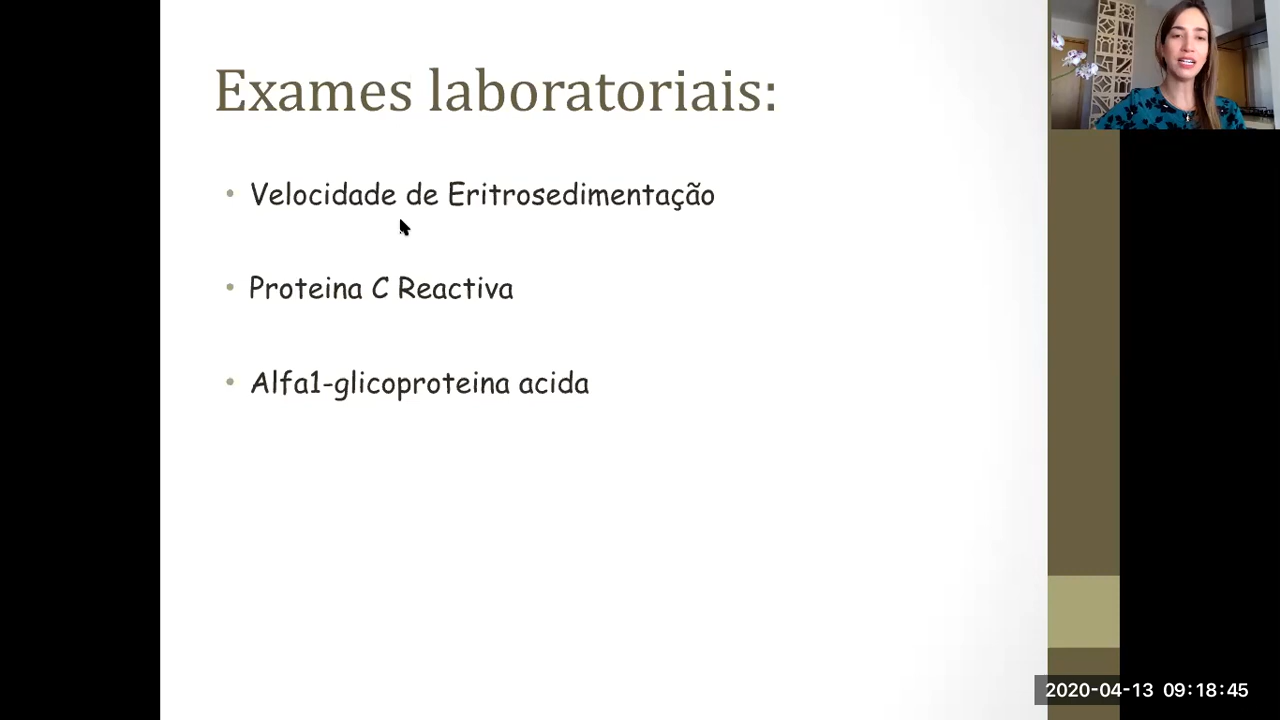 Exames laboratoriais:
• Velocidade de Eritrosedimentação
• Proteina C Reactiva
• Alfa1-glicoproteina acida
2020-04-13 09:18:45